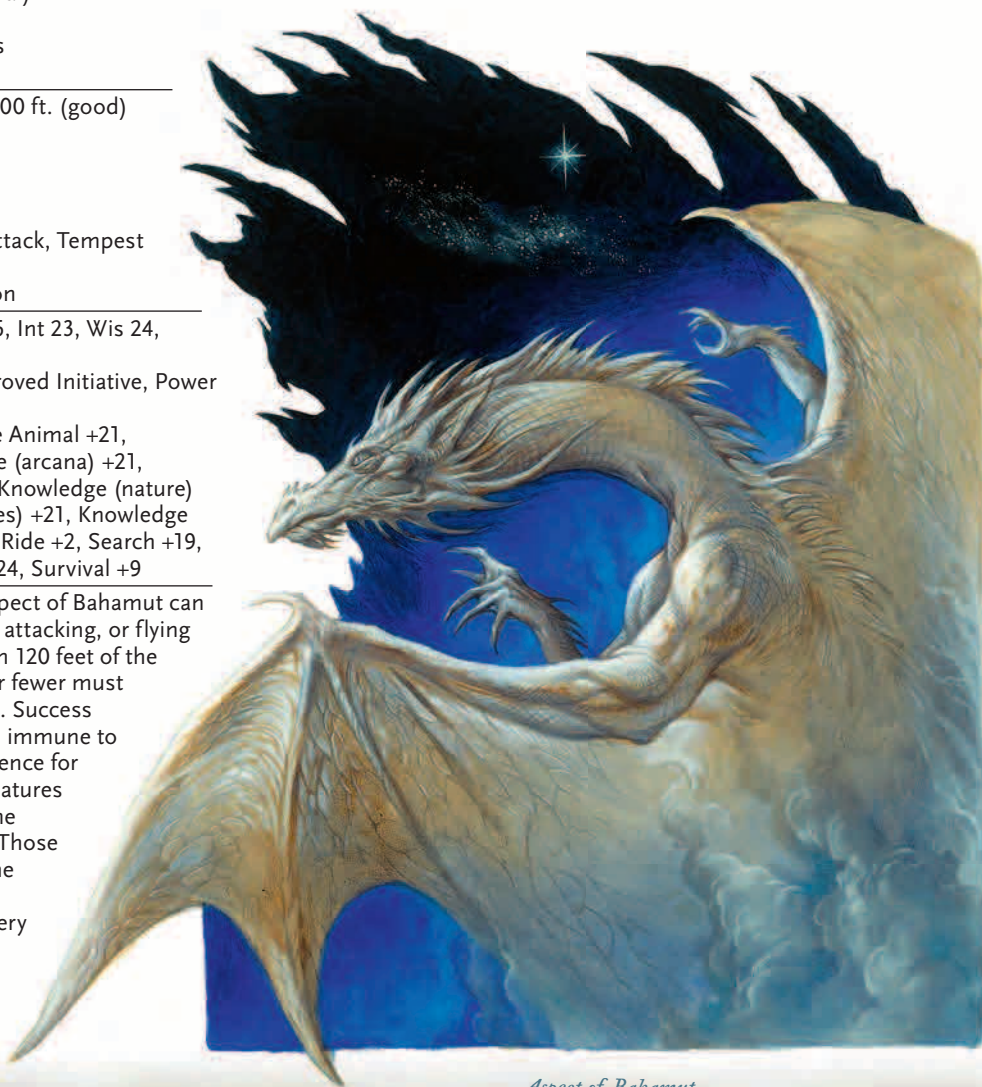 s
00 ft. (good)
ttack, Tempest
on
Int 23, Wis 24,
roved Initiative, Power
e Animal +21,
e (arcana) +21,
Knowledge (nature)
es) +21, Knowledge
Ride +2, Search +19,
24, Survival +9
pect of Bahamut can
attacking, or flying
n 120 feet of the
r fewer must
. Success
immune to
ence for
atures
ne
Those
ne
ery
Aspect of Bahamut